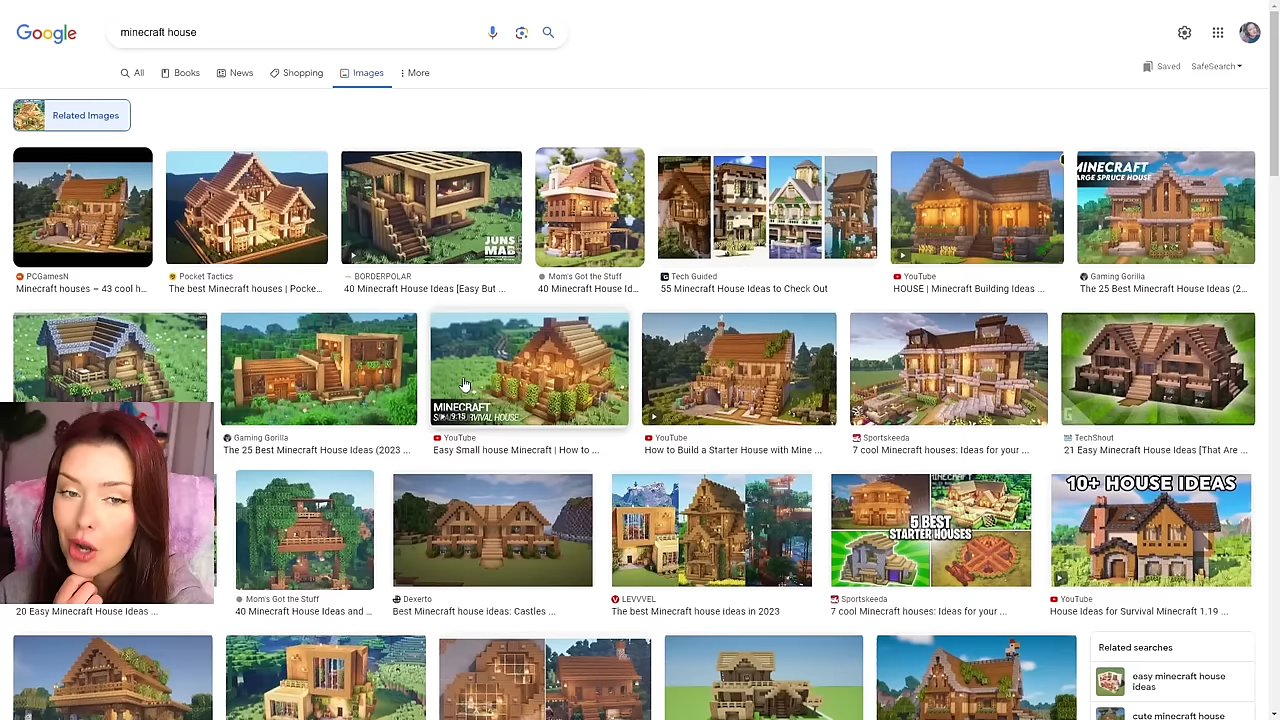 Google
minecraft house
All
Books
News
Shopping
Images
More
Saved
SafeSearch
Related Images
JUNS
MAB
MINECRAFT
LARGE SPRUCE HOUSE
PCGamesN
Minecraft houses – 43 cool h...
Pocket Tactics
The best Minecraft houses | Pocke...
BORDERPOLAR
40 Minecraft House Ideas [Easy But ...
Mom's Got the Stuff
40 Minecraft House Id...
Tech Guided
55 Minecraft House Ideas to Check Out
YouTube
HOUSE | Minecraft Building Ideas ...
Gaming Gorilla
The 25 Best Minecraft House Ideas (2...
MINECRAFT
9:15
SURVIVAL HOUSE
Gaming Gorilla
The 25 Best Minecraft House Ideas (2023 ...
YouTube
Easy Small house Minecraft | How to ...
YouTube
How to Build a Starter House with Mine ...
Sportskeeda
7 cool Minecraft houses: Ideas for your ...
TechShout
21 Easy Minecraft House Ideas [That Are ...
5 BEST
STARTER HOUSES
10+ HOUSE IDEAS
20 Easy Minecraft House Ideas ...
Mom's Got the Stuff
40 Minecraft House Ideas and ...
Dexerto
Best Minecraft house ideas: Castles ...
LEVVVEL
The best Minecraft house ideas in 2023
Sportskeeda
7 cool Minecraft houses: Ideas for your ...
YouTube
House Ideas for Survival Minecraft 1.19 ...
Related searches
easy minecraft house
ideas
cute minecraft house